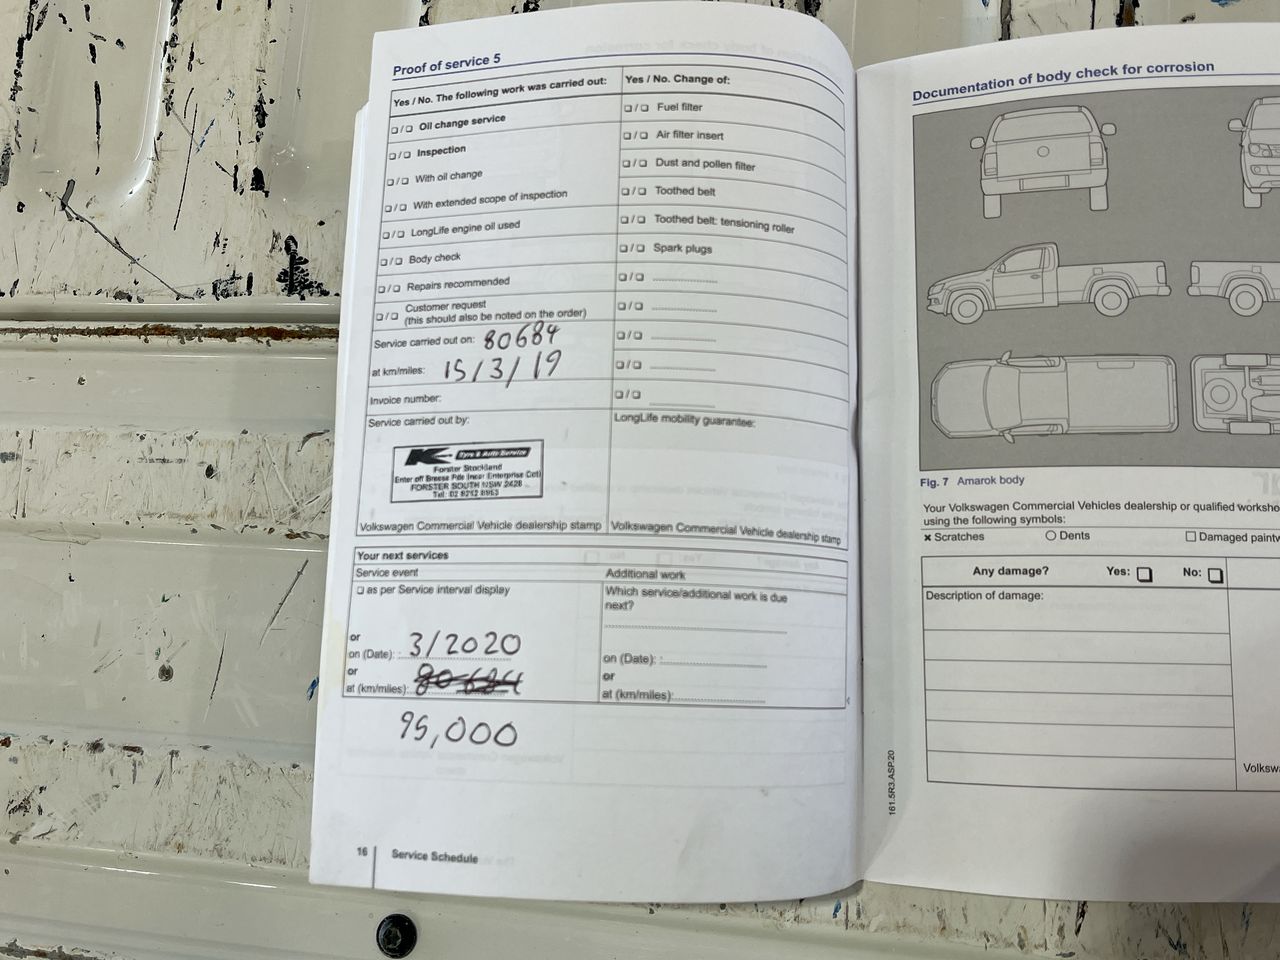 Proof of service 5
Yes / No. The following work was carried out:
❏/❏ Oil change service
❏/❏ Inspection
❏/❏ With oil change
❏/❏ With extended scope of inspection
❏/❏ LongLife engine oil used
❏/❏ Body check
❏/❏ Repairs recommended
❏/❏ Customer request
(this should also be noted on the order)
Service carried out on: 80684
at km/miles: 15/3/19
Invoice number:
Service carried out by:
K Tyre & Auto Service
Forster Stockland
Enter off Breese Pde (near Enterprise Cct)
FORSTER SOUTH NSW 2428
Volkswagen Commercial Vehicle dealership stamp
Yes / No. Change of:
❏/❏ Fuel filter
❏/❏ Air filter insert
❏/❏ Dust and pollen filter
❏/❏ Toothed belt
❏/❏ Toothed belt: tensioning roller
❏/❏ Spark plugs
❏/❏
❏/❏
❏/❏
❏/❏
❏/❏
LongLife mobility guarantee:
Volkswagen Commercial Vehicle dealership stamp
Your next services
Service event
❏ as per Service interval display
or
on (Date): 3/2020
or
at (km/miles): 80684
95,000
Additional work
Which service/additional work is due
next?
on (Date):
or
at (km/miles):
16 Service Schedule
Documentation of body check for corrosion
Fig. 7 Amarok body
Your Volkswagen Commercial Vehicles dealership or qualified worksho
using the following symbols:
× Scratches ○ Dents ❏ Damaged paintw
Any damage? Yes: ❏ No: ❏
Description of damage:
Volksw
161.5R3.ASP.20